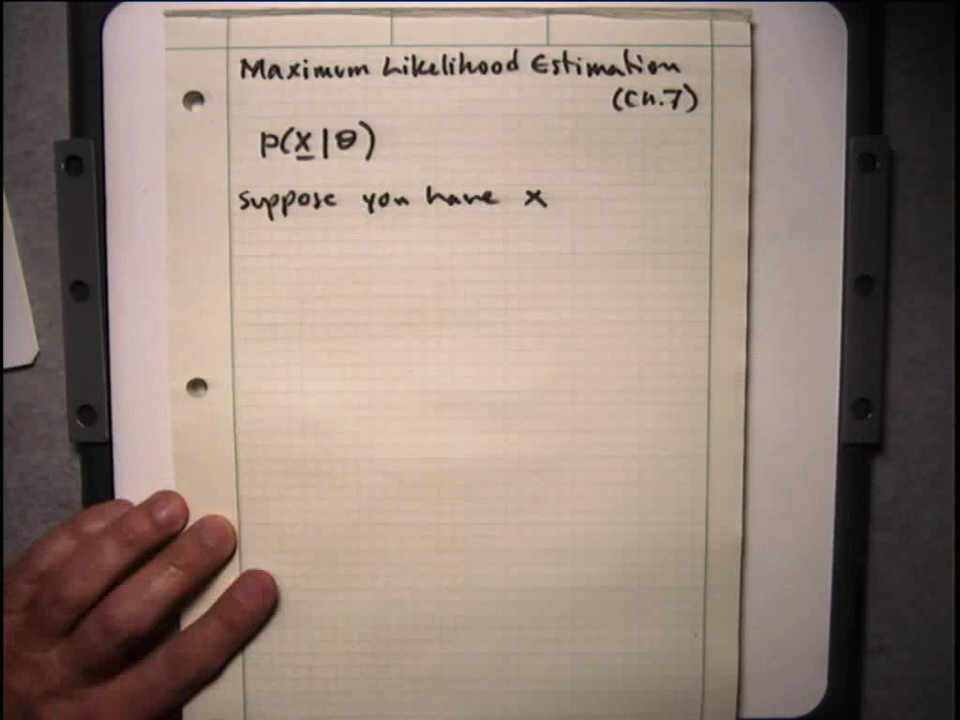 Maximum Likelihood Estimation
(Ch.7)
p(x|θ)
suppose you have x